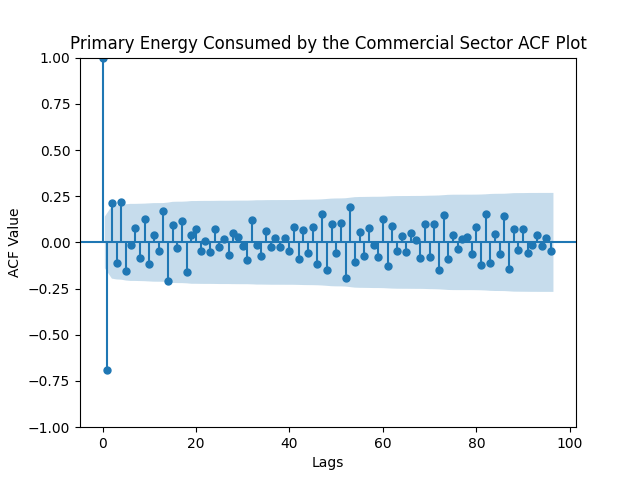 Primary Energy Consumed by the Commercial Sector ACF Plot
1.00
0.75
0.50
0.25
0.00
−0.25
−0.50
−0.75
−1.00
ACF Value
0 20 40 60 80 100
Lags